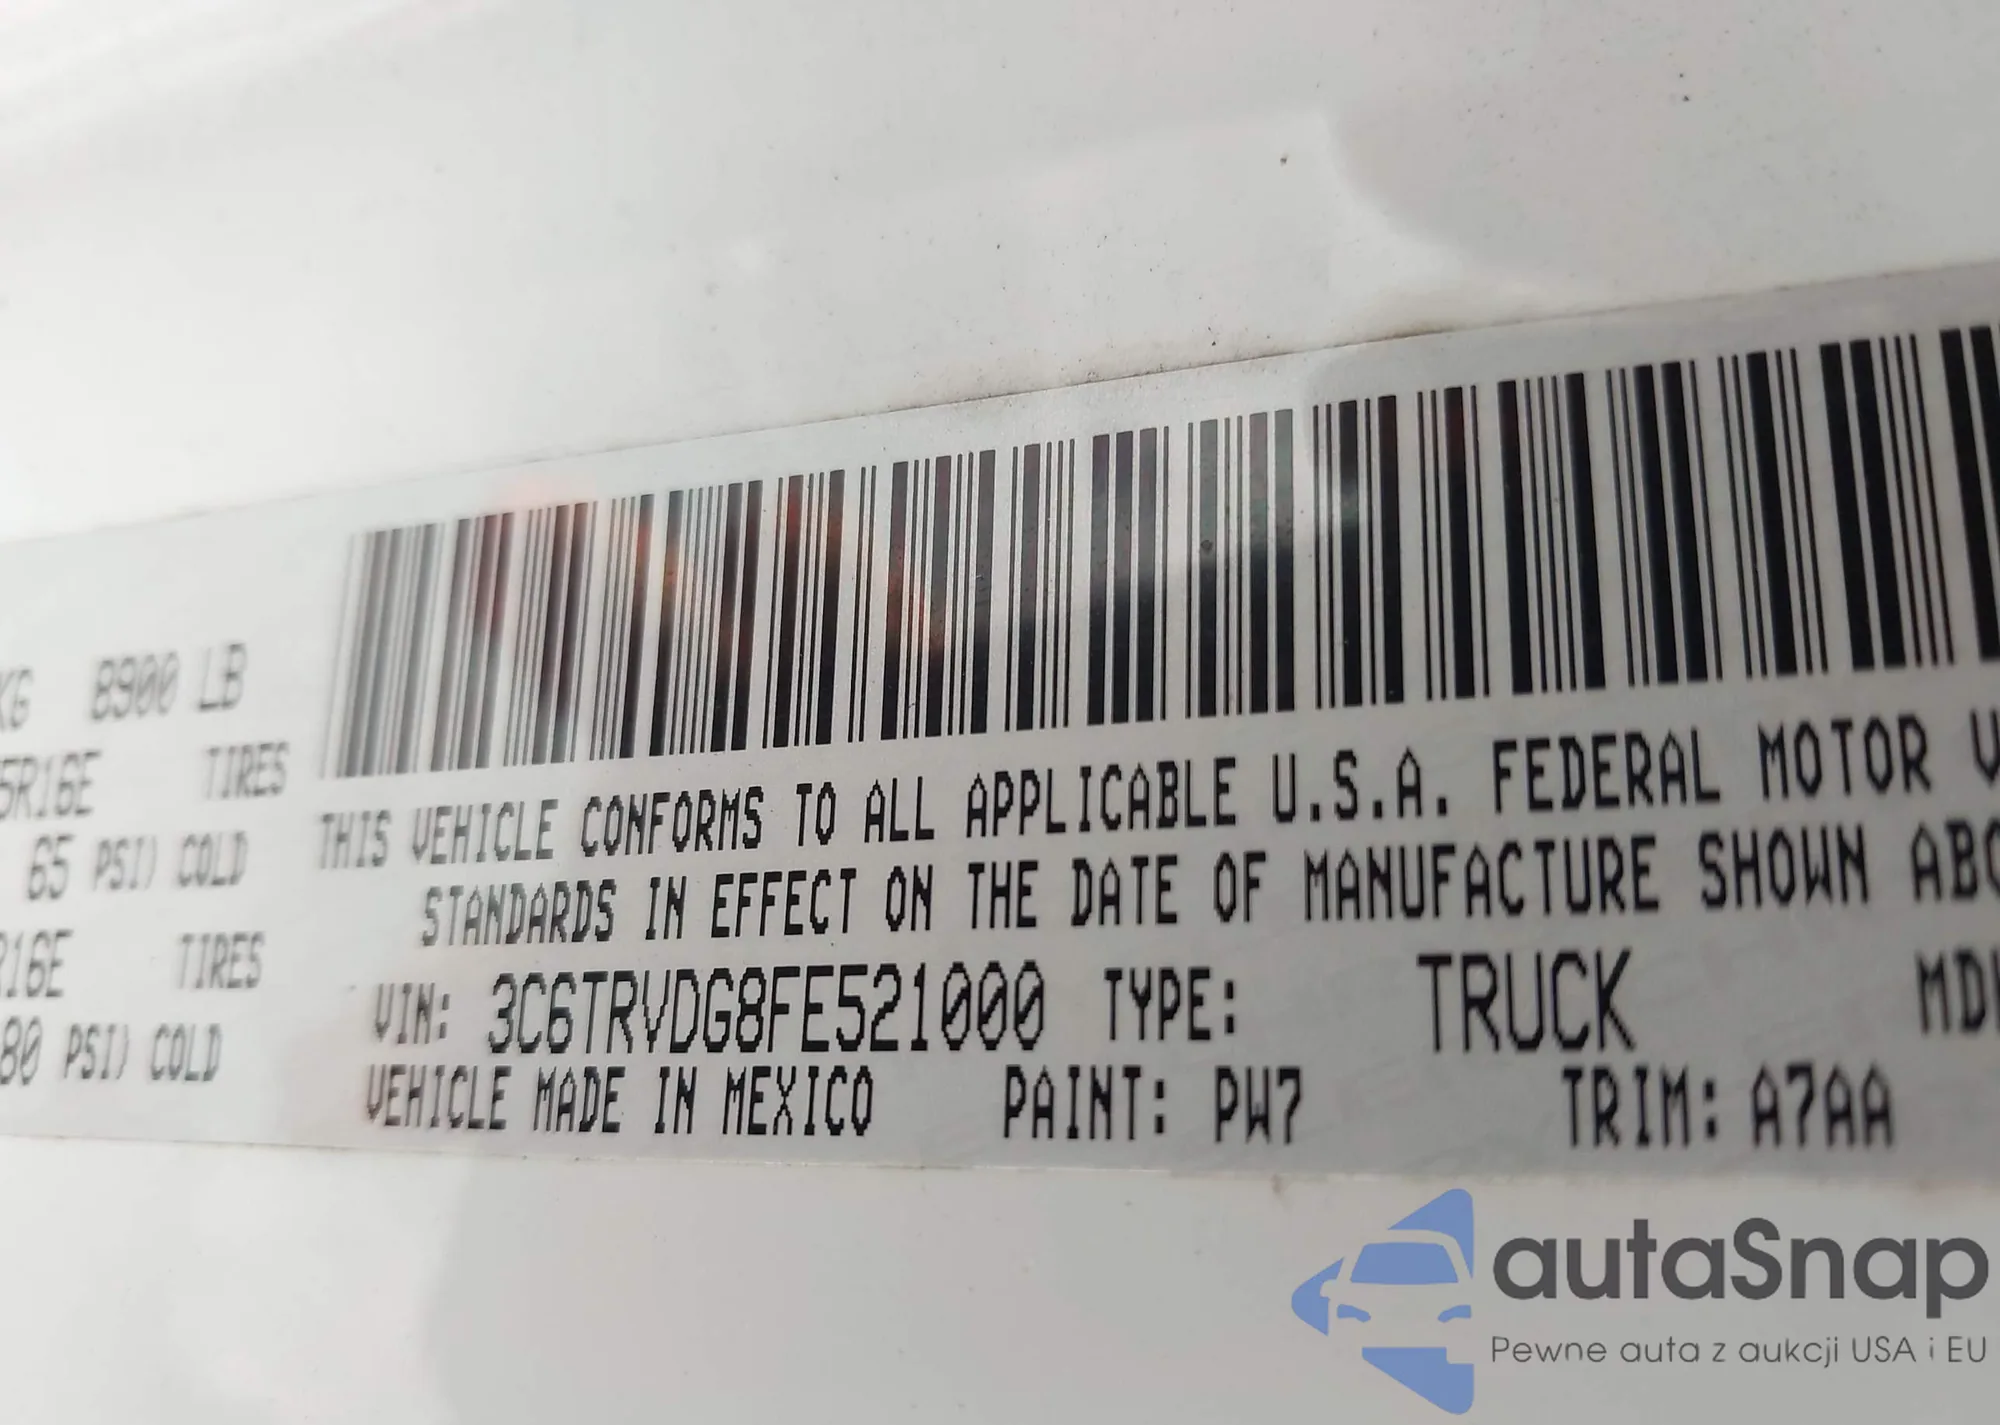 KG 8900 LB
5R16E TIRES
65 PSI) COLD
R16E TIRES
80 PSI) COLD
THIS VEHICLE CONFORMS TO ALL APPLICABLE U.S.A. FEDERAL MOTOR V
STANDARDS IN EFFECT ON THE DATE OF MANUFACTURE SHOWN ABO
VIN: 3C6TRVDG8FE521000 TYPE: TRUCK MDH
VEHICLE MADE IN MEXICO PAINT: PW7 TRIM: A7AA
autaSnap
Pewne auta z aukcji USA i EU